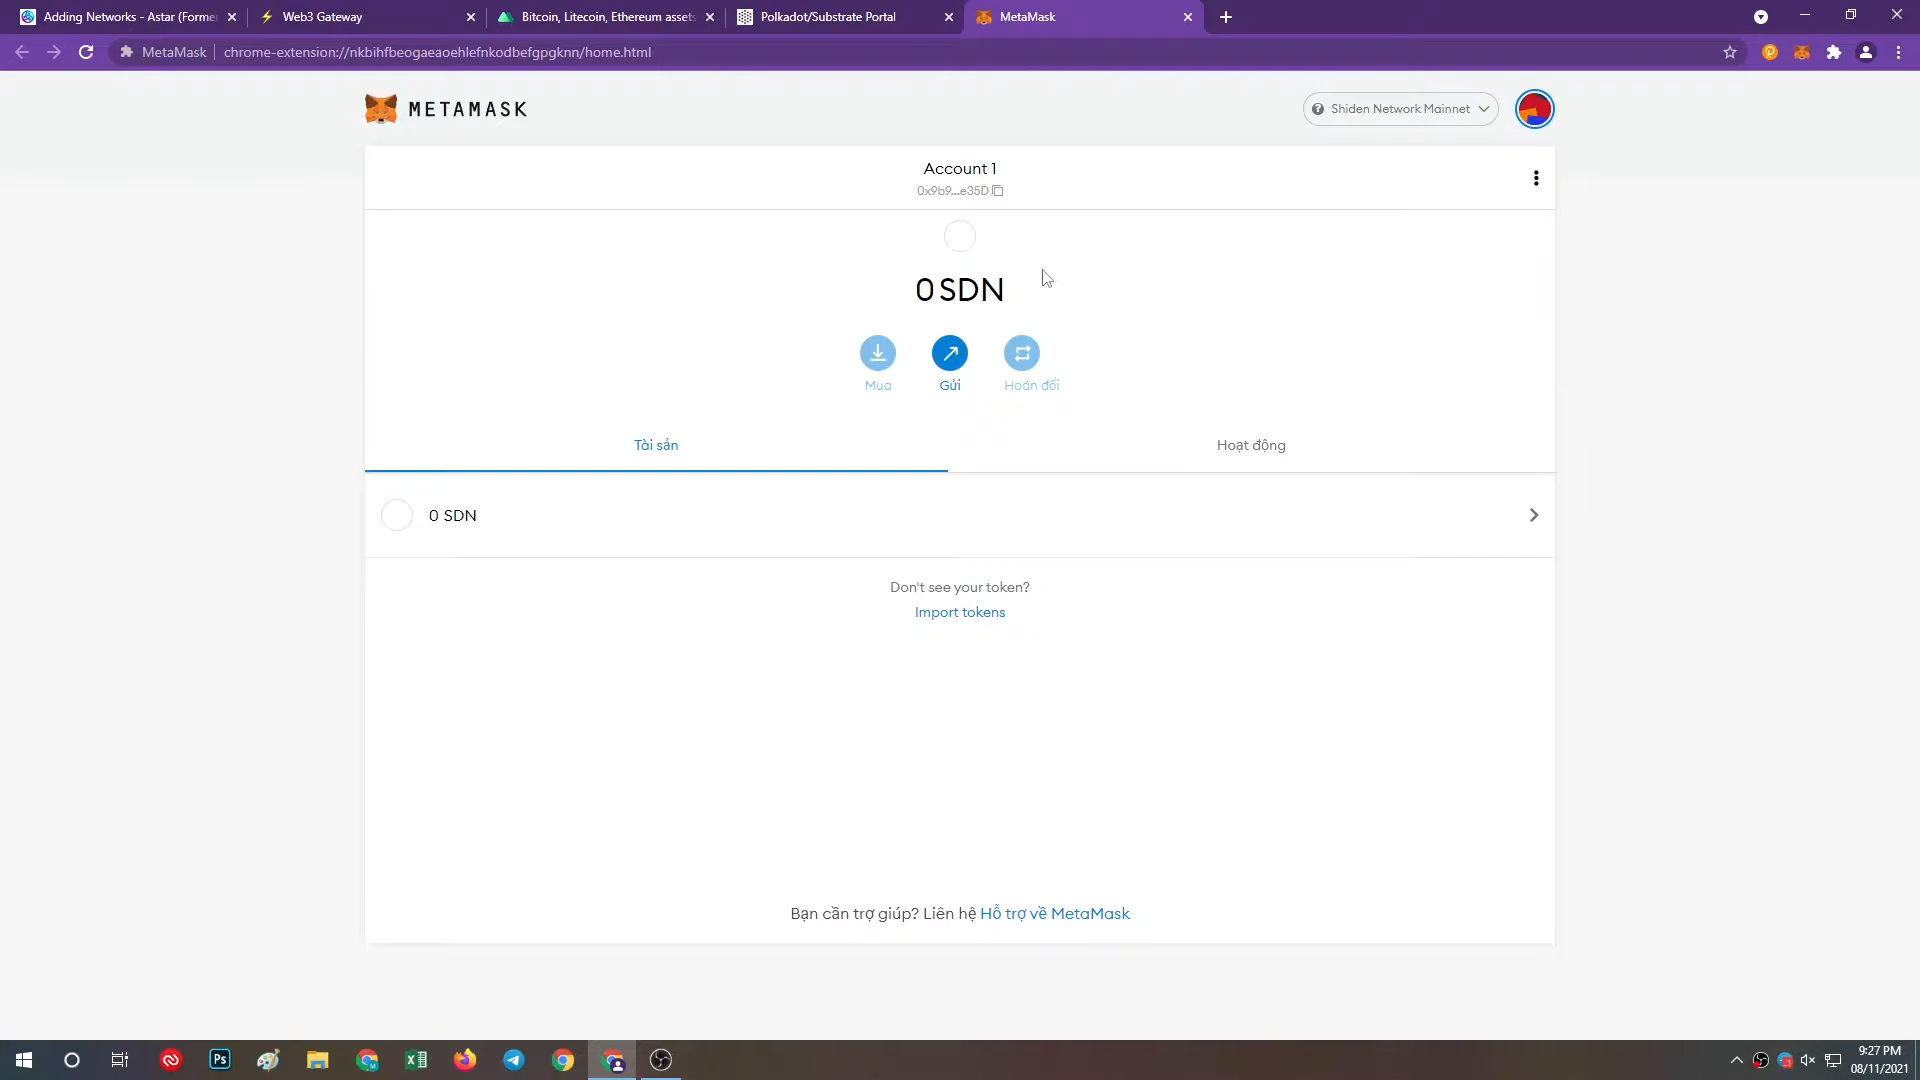 Adding Networks - Astar (Forme
Web3 Gateway
Bitcoin, Litecoin, Ethereum assets
Polkadot/Substrate Portal
MetaMask
MetaMask
chrome-extension://nkbihfbeogaeaoehlefnkodbefgpgknn/home.html
METAMASK
Shiden Network Mainnet
Account 1
0x9b9...e35D
0 SDN
Mua
Gửi
Hoán đổi
Tài sản
Hoạt động
0 SDN
Don't see your token?
Import tokens
Bạn cần trợ giúp? Liên hệ Hỗ trợ về MetaMask
Ps
9:27 PM
08/11/2021